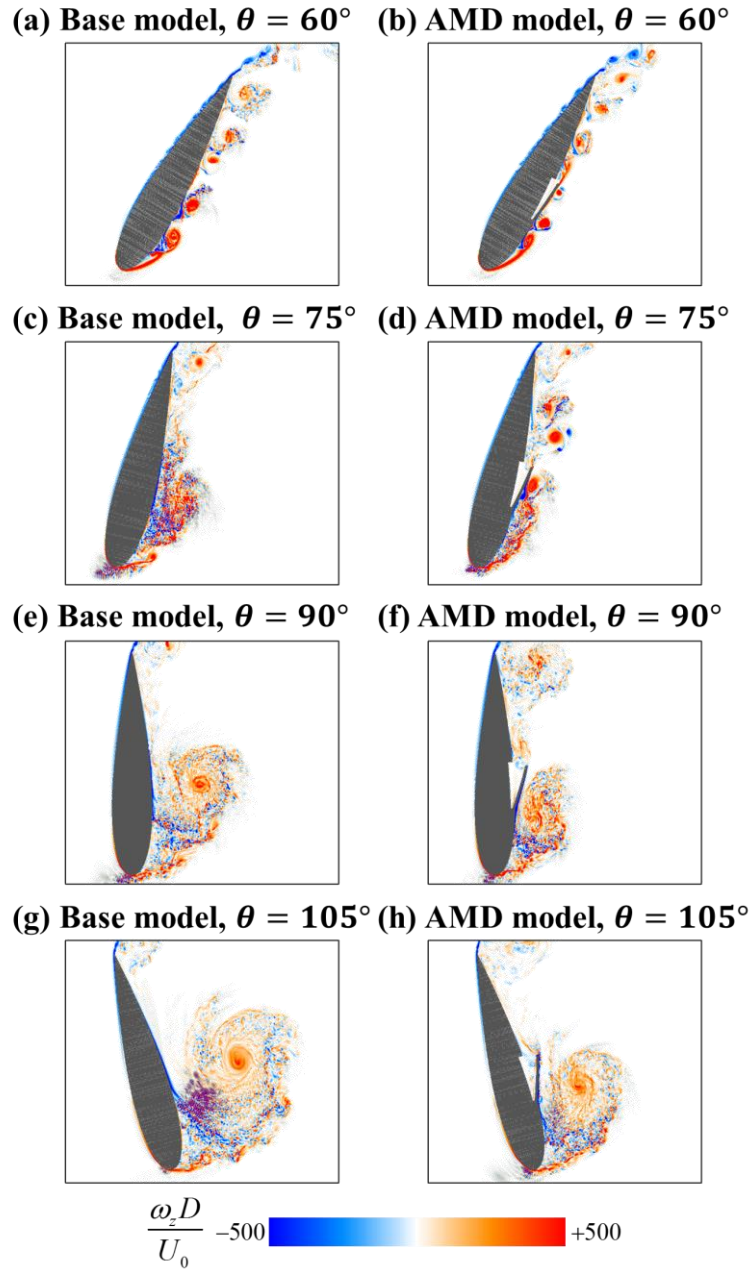 (a) Base model, θ = 60°
(b) AMD model, θ = 60°
(c) Base model, θ = 75°
(d) AMD model, θ = 75°
(e) Base model, θ = 90°
(f) AMD model, θ = 90°
(g) Base model, θ = 105°
(h) AMD model, θ = 105°
ω_z D
U_0
−500
+500